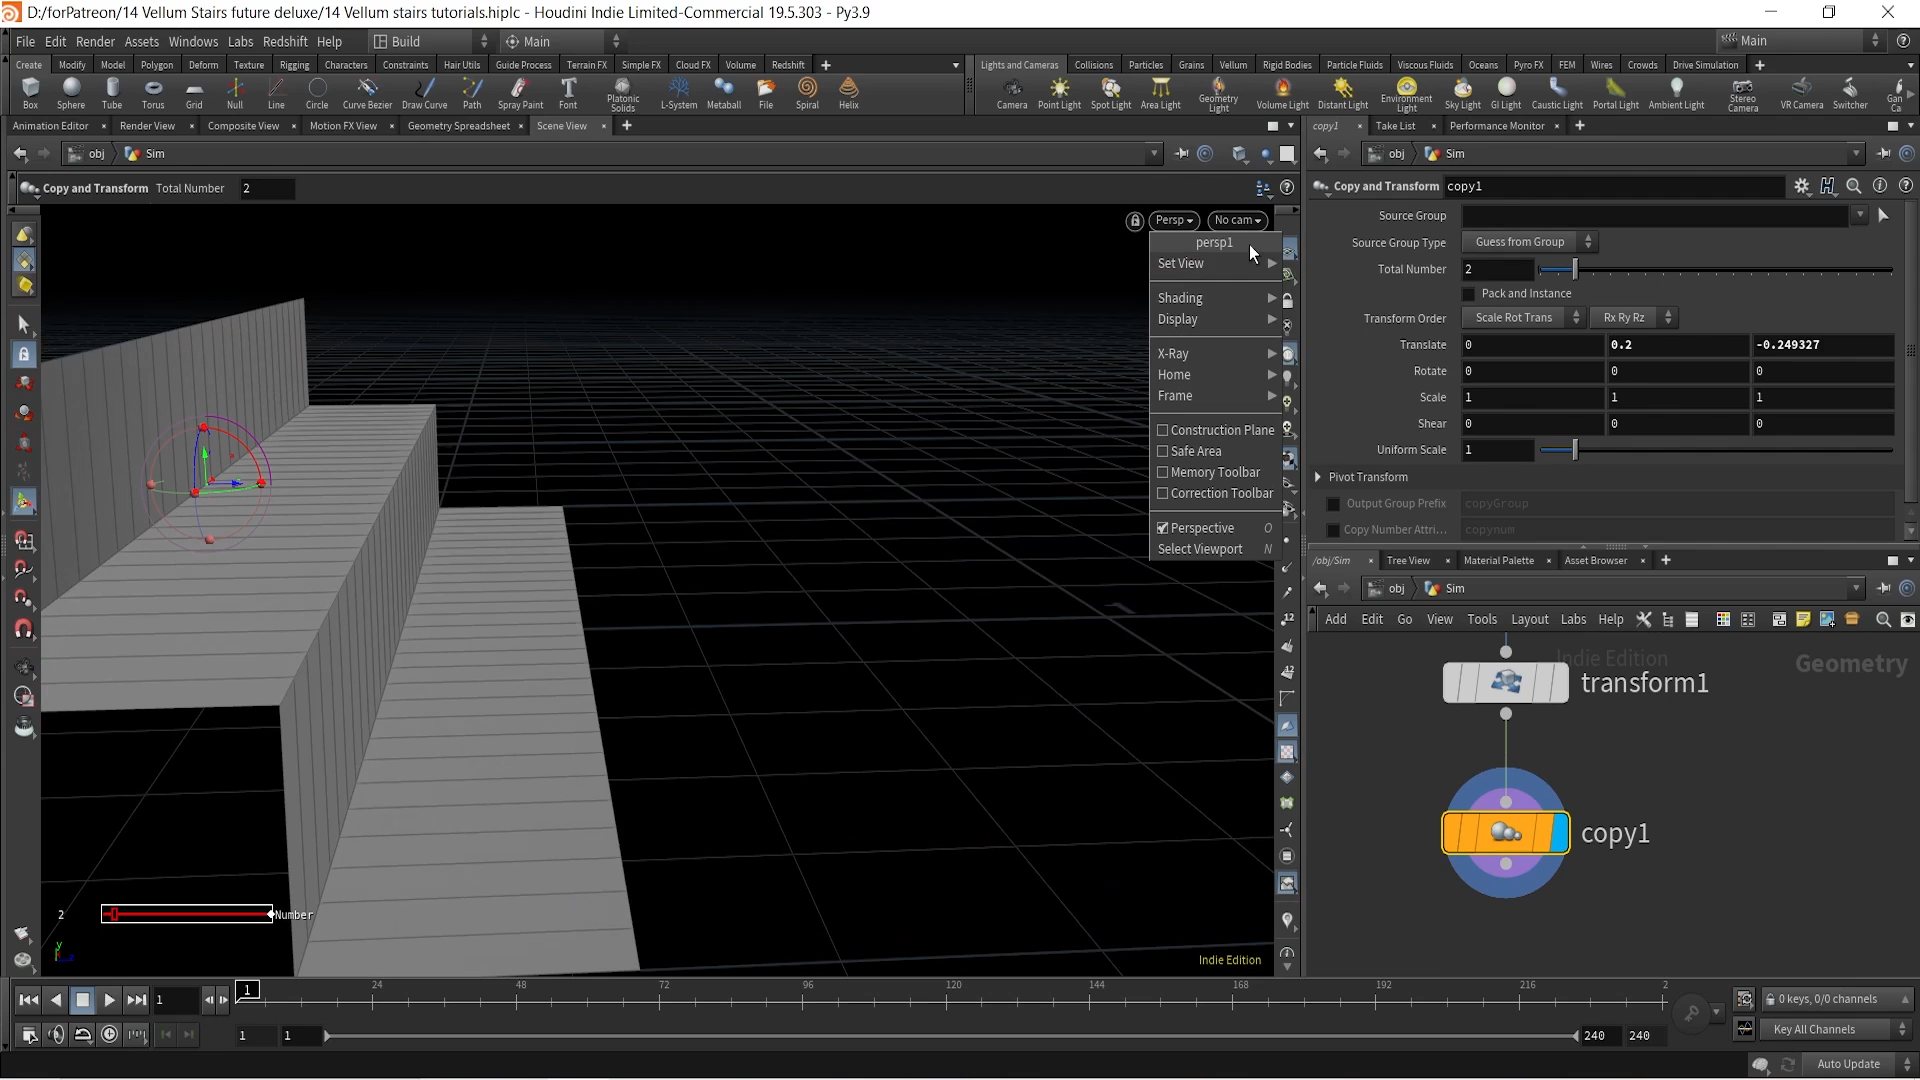 D:/forPatreon/14 Vellum Stairs future deluxe/14 Vellum stairs tutorials.hiplc - Houdini Indie Limited-Commercial 19.5.303 - Py3.9
File Edit Render Assets Windows Labs Redshift Help Build Main Main
Create Modify Model Polygon Deform Texture Rigging Characters Constraints Hair Utils Guide Process Terrain FX Simple FX Cloud FX Volume Redshift
Lights and Cameras Collisions Particles Grains Vellum Rigid Bodies Particle Fluids Viscous Fluids Oceans Pyro FX FEM Wires Crowds Drive Simulation
Box Sphere Tube Torus Grid Null Line Circle Curve Bezier Draw Curve Path Spray Paint Font Platonic Solids L-System Metaball File Spiral Helix
Camera Point Light Spot Light Area Light Geometry Light Volume Light Distant Light Environment Light Sky Light GI Light Caustic Light Portal Light Ambient Light Stereo Camera VR Camera Switcher Gan Ca
Animation Editor Render View Composite View Motion FX View Geometry Spreadsheet Scene View
copy1 Take List Performance Monitor
obj Sim
obj Sim
Copy and Transform Total Number 2
Copy and Transform copy1
Persp No cam
persp1
Set View
Shading
Display
X-Ray
Home
Frame
Construction Plane
Safe Area
Memory Toolbar
Correction Toolbar
Perspective O
Select Viewport N
Source Group
Source Group Type Guess from Group
Total Number 2
Pack and Instance
Transform Order Scale Rot Trans Rx Ry Rz
Translate 0 0.2 -0.249327
Rotate 0 0 0
Scale 1 1 1
Shear 0 0 0
Uniform Scale 1
Pivot Transform
Output Group Prefix copyGroup
Copy Number Attri... copynum
/obj/Sim Tree View Material Palette Asset Browser
obj Sim
Add Edit Go View Tools Layout Labs Help
Indie Edition
Geometry
transform1
copy1
2 Number
y
z
Indie Edition
1 1 24 48 72 96 120 144 168 192 216 2
0 keys, 0/0 channels
1 1 240 240
Key All Channels
Auto Update